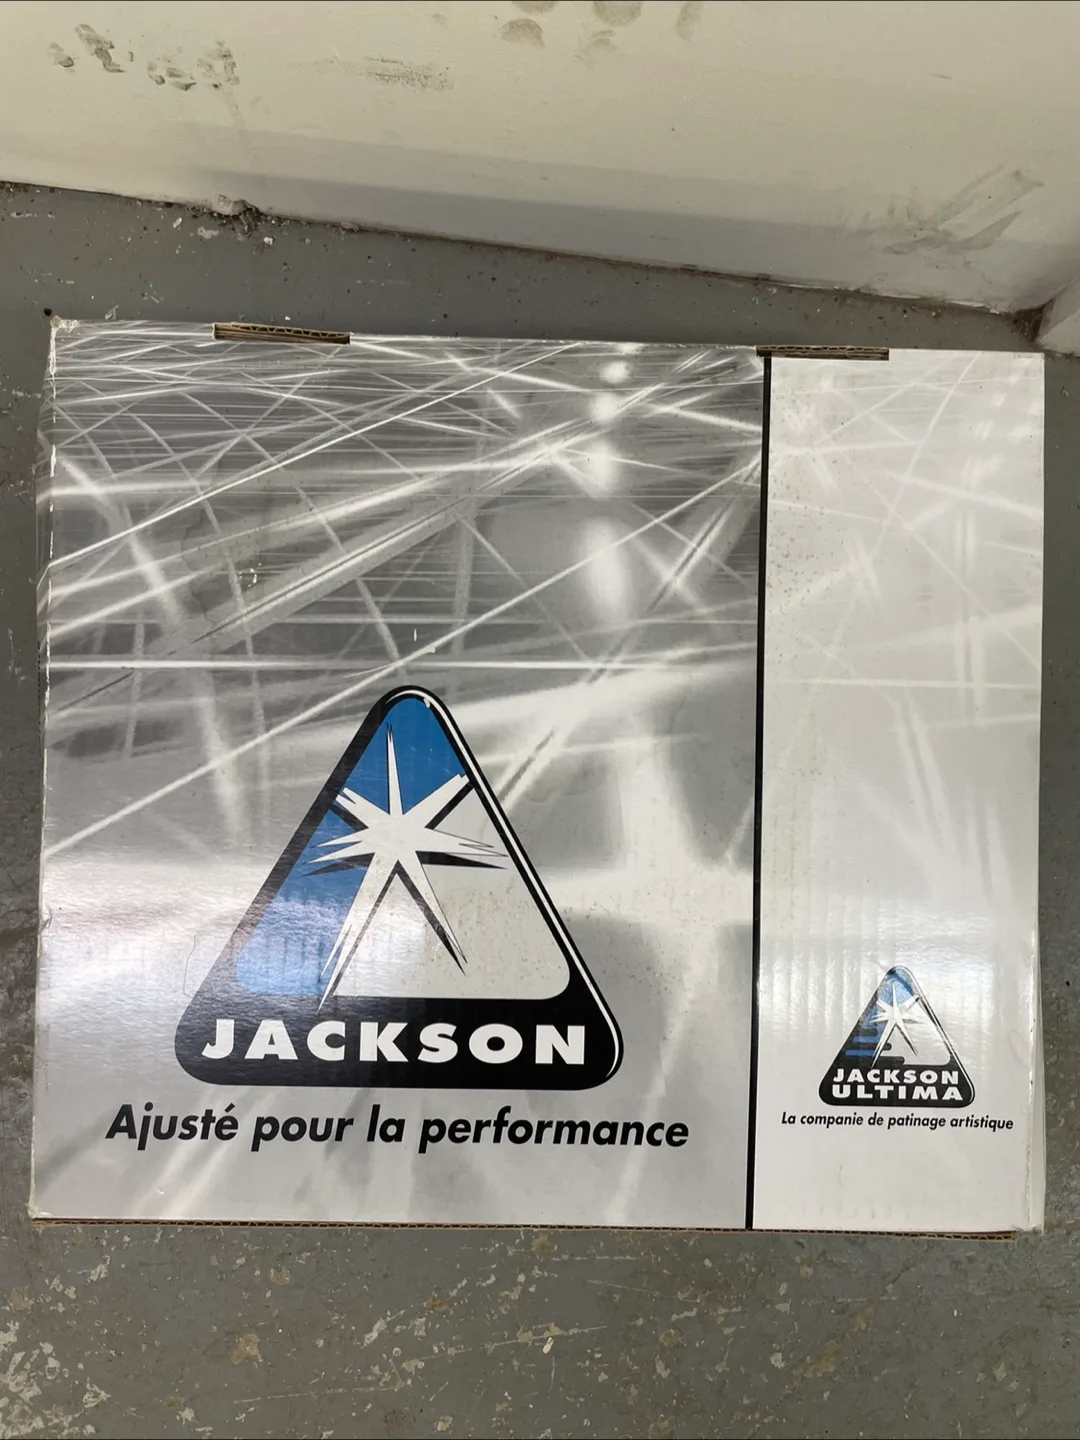 JACKSON
Ajusté pour la performance
JACKSON
ULTIMA
La companie de patinage artistique